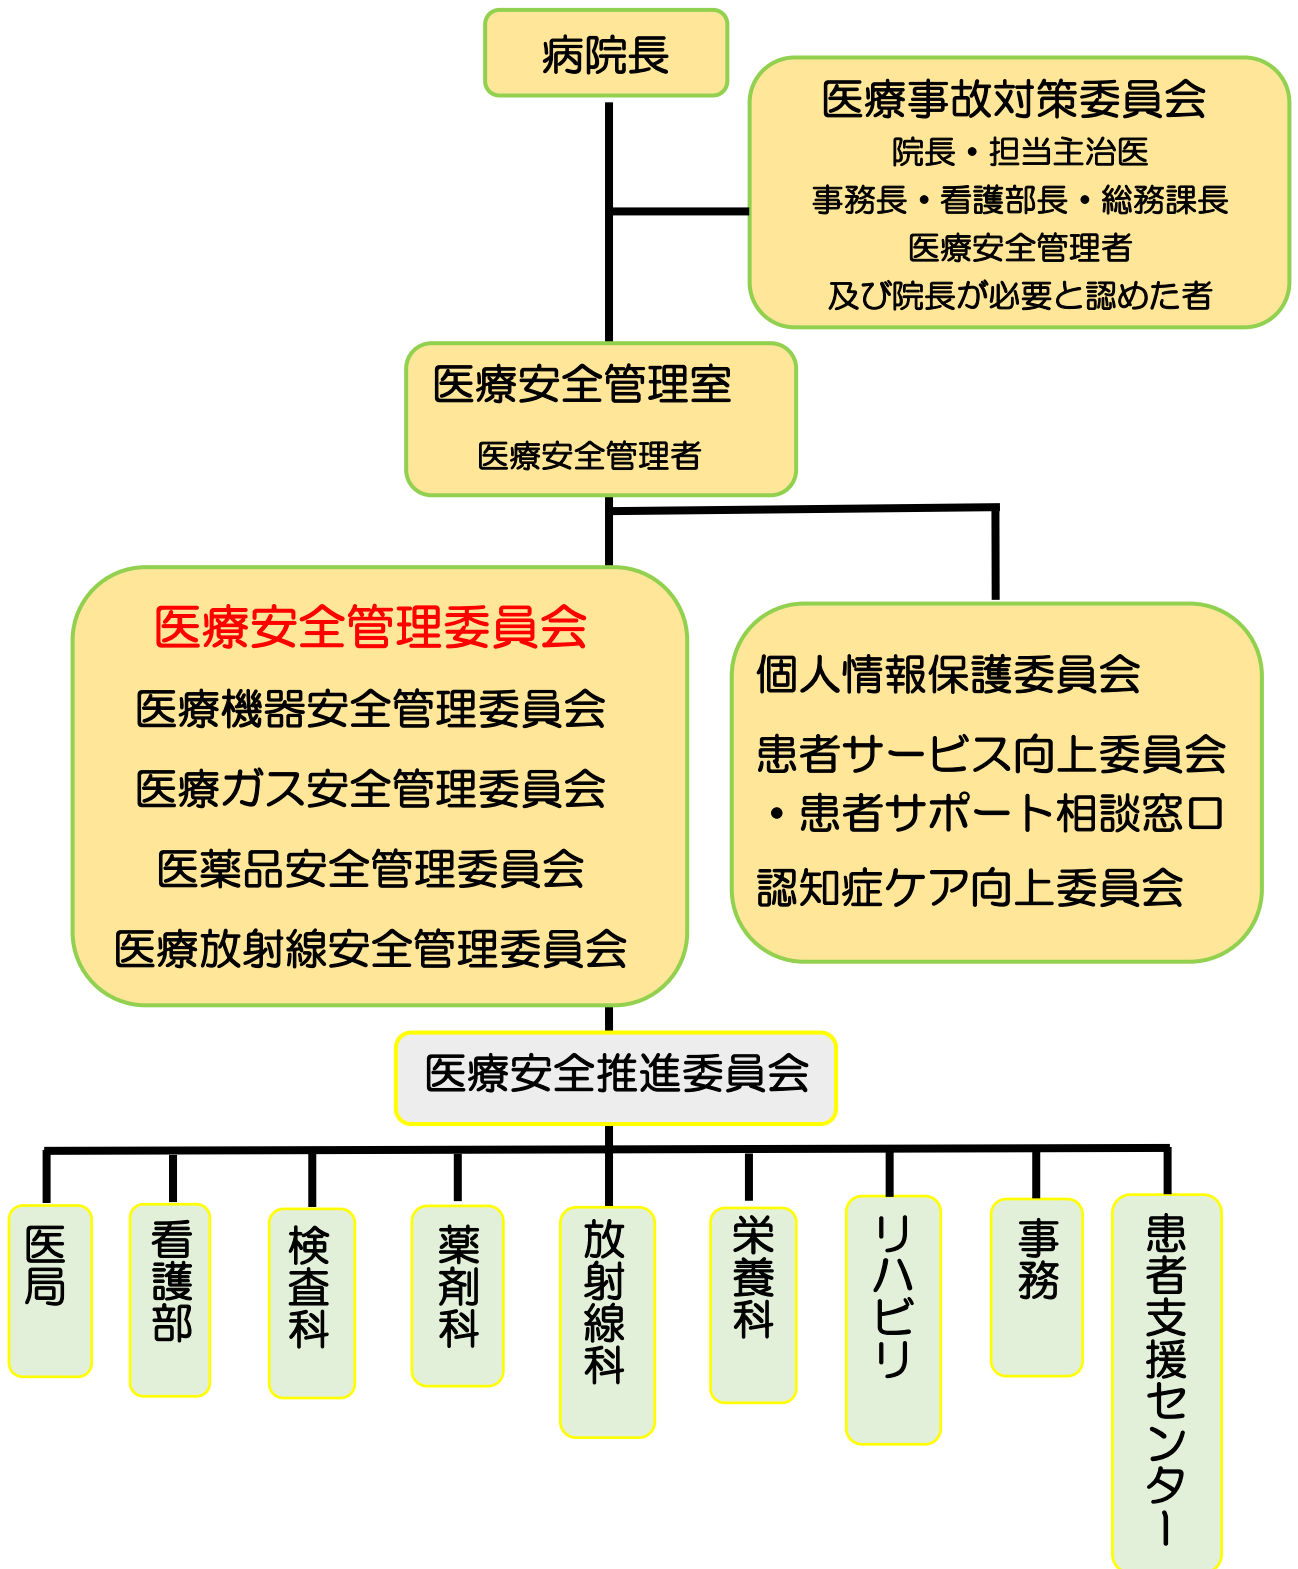 病院長
医療事故対策委員会
院長・担当主治医
事務長・看護部長・総務課長
医療安全管理者
及び院長が必要と認めた者
医療安全管理室
医療安全管理者
医療安全管理委員会
医療機器安全管理委員会
医療ガス安全管理委員会
医薬品安全管理委員会
医療放射線安全管理委員会
個人情報保護委員会
患者サービス向上委員会
・患者サポート相談窓口
認知症ケア向上委員会
医療安全推進委員会
医局
看護部
検査科
薬剤科
放射線科
栄養科
リハビリ
事務
患者支援センター